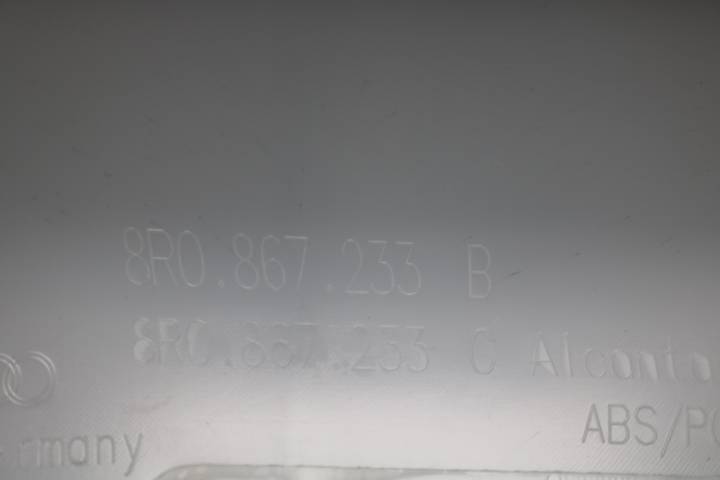 8R0.867.233 B
8R0.867.233 C Alcanta
ABS/PC
rmany